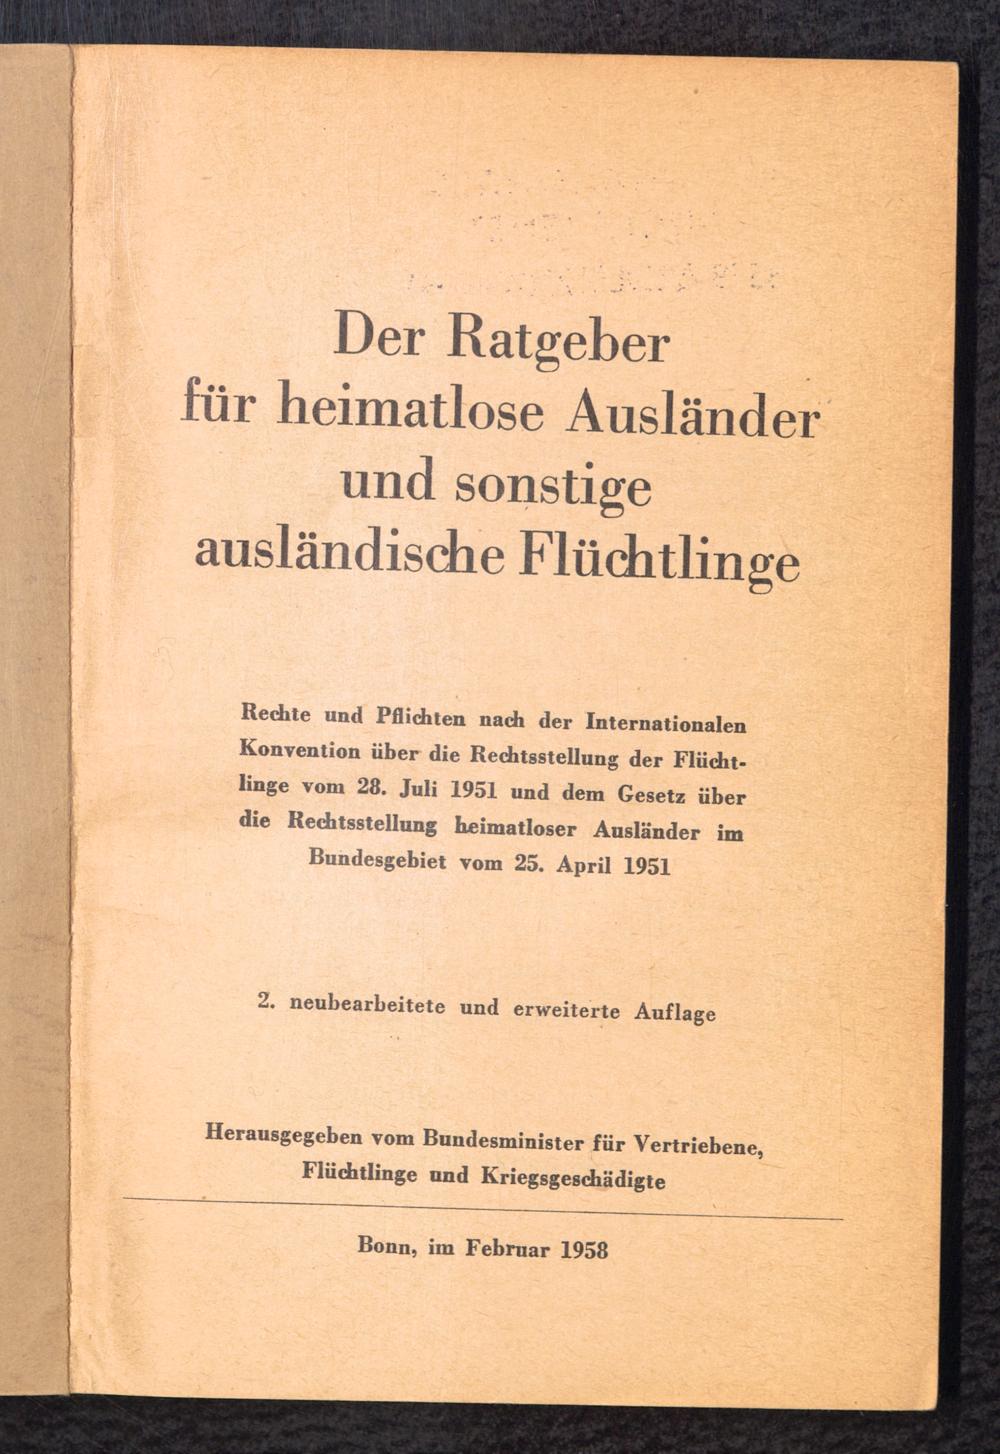 Der Ratgeber
für heimatlose Ausländer
und sonstige
ausländische Flüchtlinge
Rechte und Pflichten nach der Internationalen
Konvention über die Rechtsstellung der Flücht-
linge vom 28. Juli 1951 und dem Gesetz über
die Rechtsstellung heimatloser Ausländer im
Bundesgebiet vom 25. April 1951
2. neubearbeitete und erweiterte Auflage
Herausgegeben vom Bundesminister für Vertriebene,
Flüchtlinge und Kriegsgeschädigte
Bonn, im Februar 1958